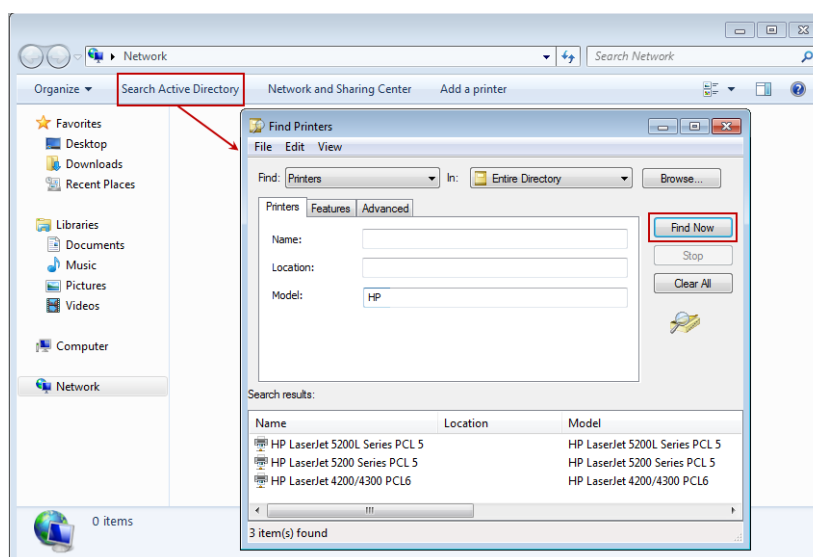 Network
Search Network
Organize
Search Active Directory
Network and Sharing Center
Add a printer
Favorites
Desktop
Downloads
Recent Places
Libraries
Documents
Music
Pictures
Videos
Computer
Network
0 items
Find Printers
File Edit View
Find: Printers In: Entire Directory Browse...
Printers Features Advanced
Name:
Location:
Model: HP
Find Now
Stop
Clear All
Search results:
Name Location Model
HP LaserJet 5200L Series PCL 5 HP LaserJet 5200L Series PCL 5
HP LaserJet 5200 Series PCL 5 HP LaserJet 5200 Series PCL 5
HP LaserJet 4200/4300 PCL6 HP LaserJet 4200/4300 PCL6
3 item(s) found